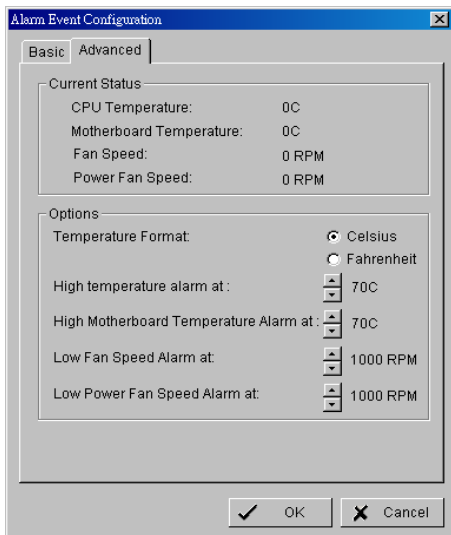 Alarm Event Configuration
Basic Advanced
Current Status
CPU Temperature: 0C
Motherboard Temperature: 0C
Fan Speed: 0 RPM
Power Fan Speed: 0 RPM
Options
Temperature Format: Celsius
Fahrenheit
High temperature alarm at : 70C
High Motherboard Temperature Alarm at : 70C
Low Fan Speed Alarm at: 1000 RPM
Low Power Fan Speed Alarm at: 1000 RPM
OK Cancel